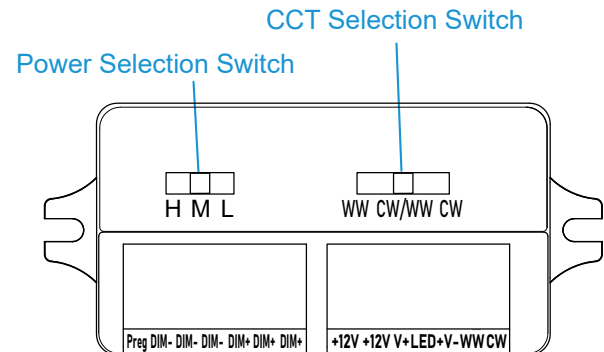 CCT Selection Switch
Power Selection Switch
H M L
WW CW/WW CW
Preg DIM- DIM- DIM- DIM+ DIM+ DIM+
+12V +12V V+LED+V-WW CW